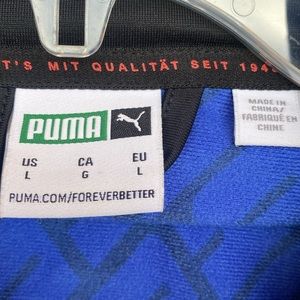 T'S MIT QUALITÄT SEIT 194
PUMA
US CA EU
L G L
PUMA.COM/FOREVERBETTER
MADE IN
CHINA/
FABRIQUÉ EN
CHINE